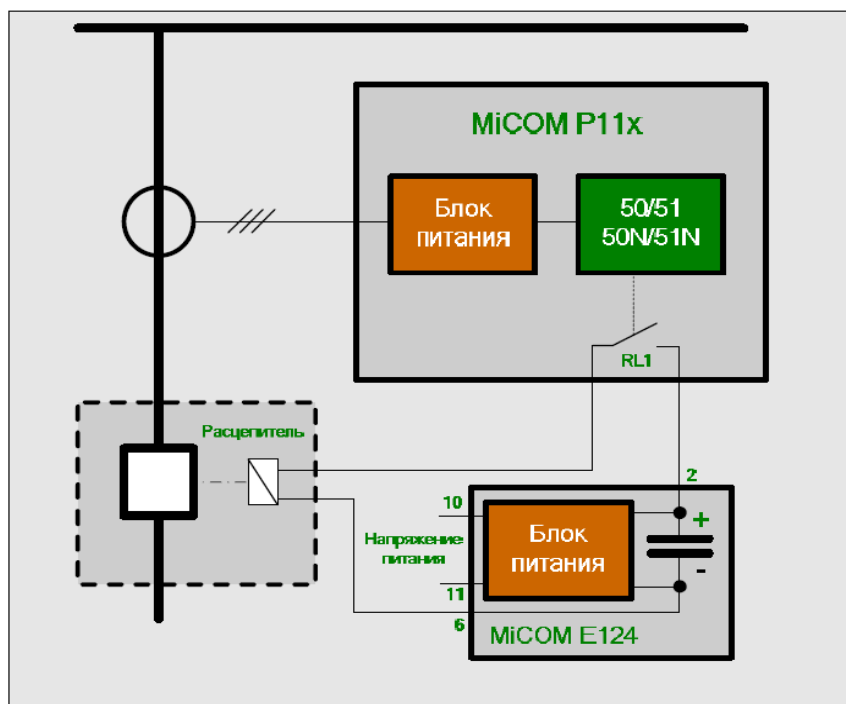 MiCOM P11x
Блок
питания
50/51
50N/51N
RL1
Расцепитель
2
10
Напряжение
питания
11
6
Блок
питания
+
-
MiCOM E124